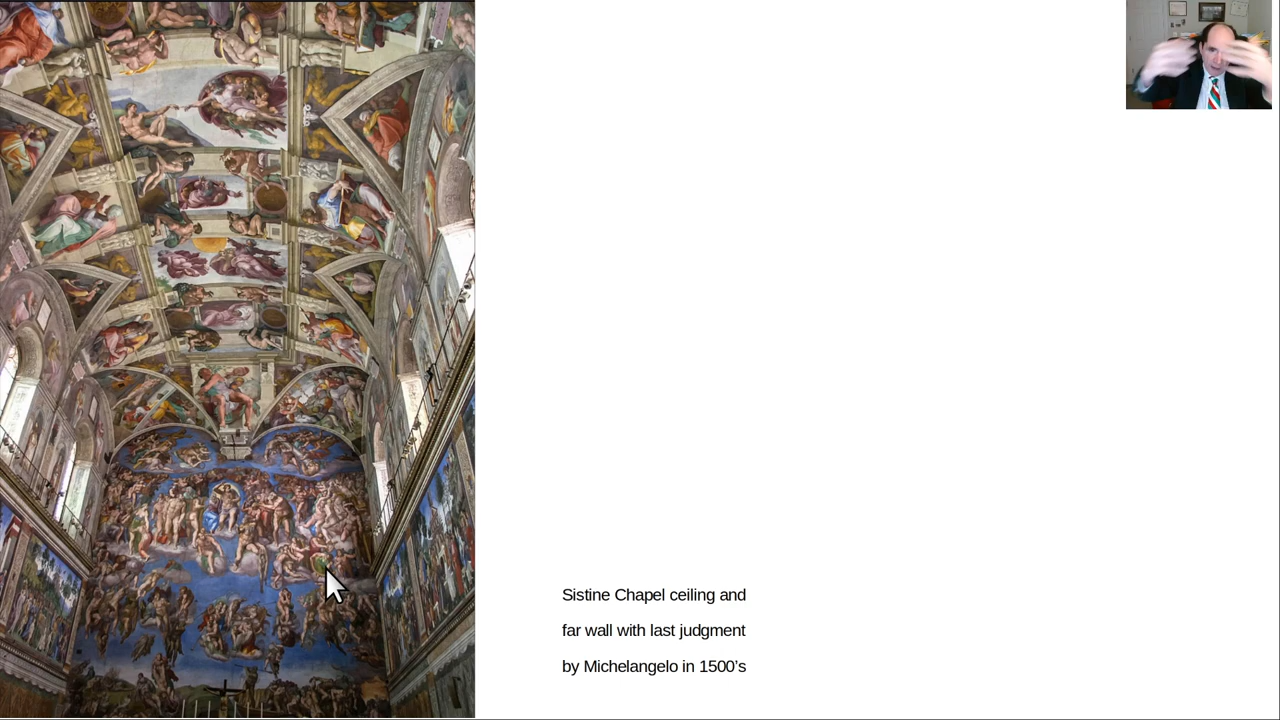 Sistine Chapel ceiling and
far wall with last judgment
by Michelangelo in 1500’s